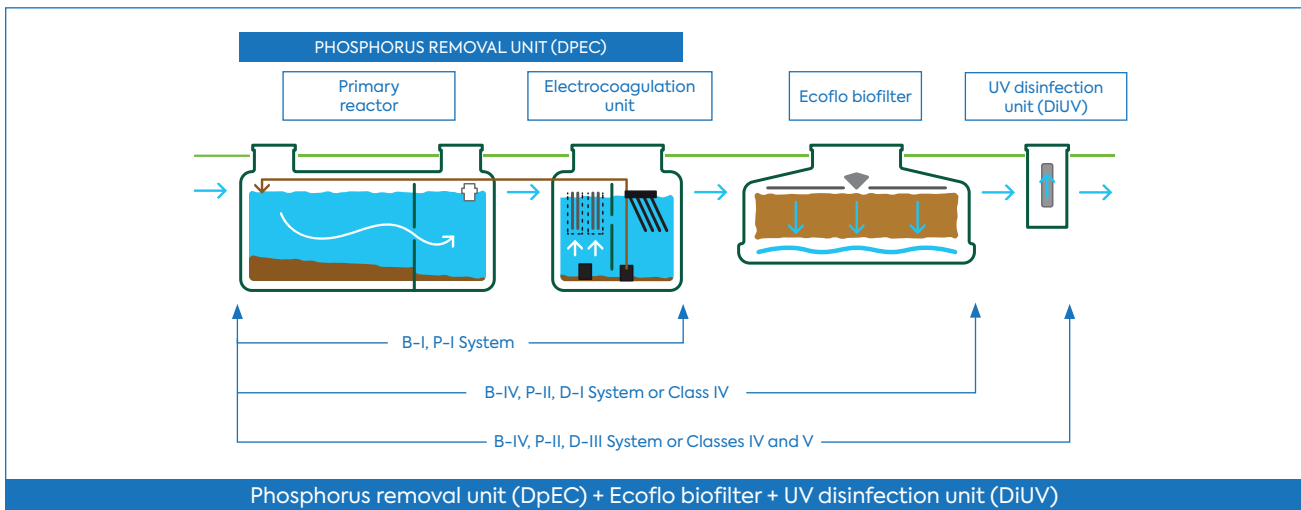 PHOSPHORUS REMOVAL UNIT (DPEC)
Primary
reactor
Electrocoagulation
unit
Ecoflo biofilter
UV disinfection
unit (DiUV)
B-I, P-I System
B-IV, P-II, D-I System or Class IV
B-IV, P-II, D-III System or Classes IV and V
Phosphorus removal unit (DpEC) + Ecoflo biofilter + UV disinfection unit (DiUV)